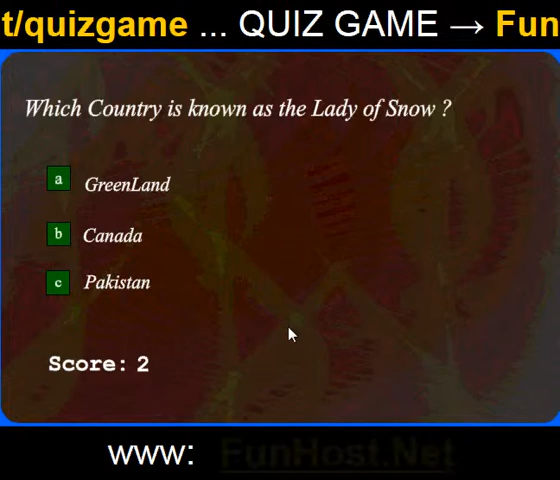 t/quizgame ... QUIZ GAME → Fun
Which Country is known as the Lady of Snow ?
a GreenLand
b Canada
c Pakistan
Score: 2
www: FunHost.Net